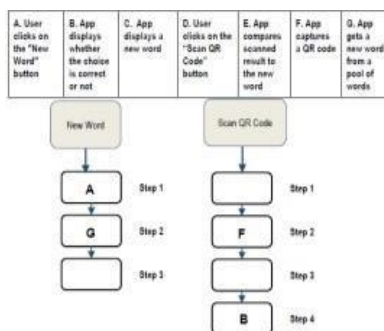 A. User
clicks on
the "New
Word"
button
B. App
displays
whether
the choice
is correct
or not
C. App
displays a
new word
D. User
clicks on the
"Scan QR
Code"
button
E. App
compares
scanned
result to the
new
word
F. App
captures
a QR code
G. App
gets a
new word
from a
pool of
words
New Word
A
Step 1
G
Step 2
Step 3
Scan QR Code
Step 1
F
Step 2
Step 3
B
Step 4